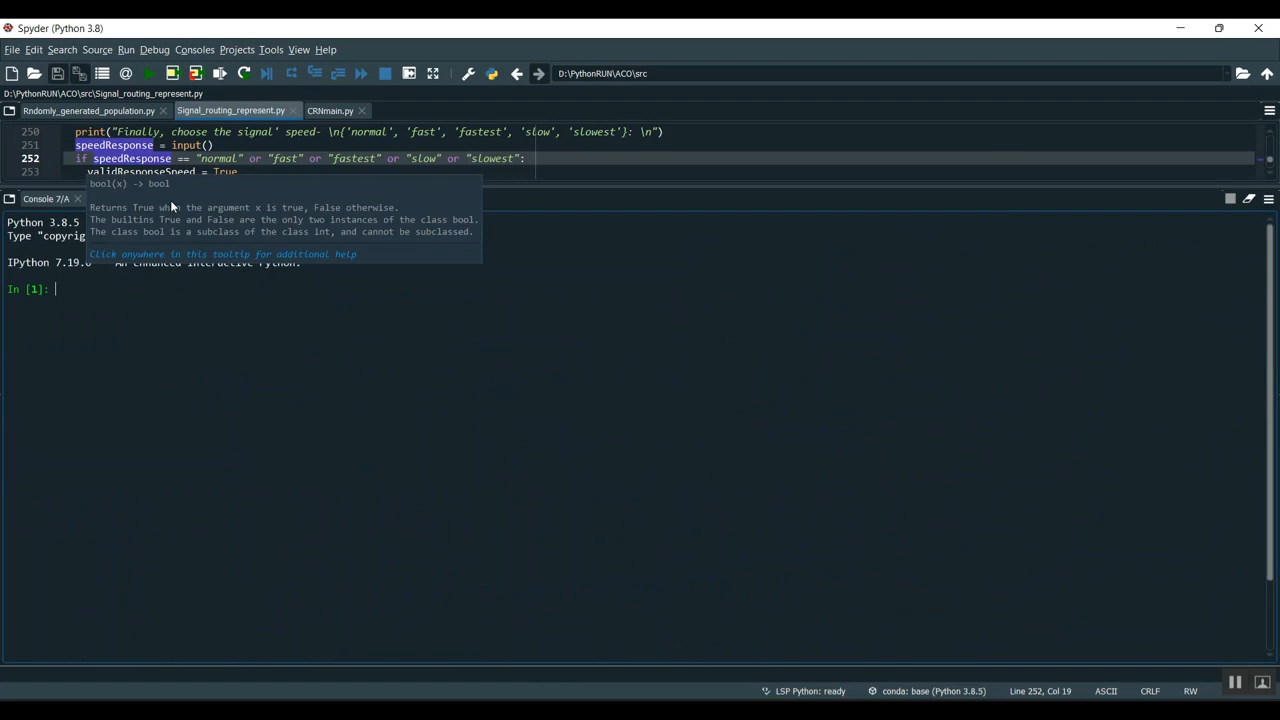 Spyder (Python 3.8)
File Edit Search Source Run Debug Consoles Projects Tools View Help
D:\PythonRUN\ACO\src
D:\PythonRUN\ACO\src\Signal_routing_represent.py
Rndomly_generated_population.py Signal_routing_represent.py CRNmain.py
250 print("Finally, choose the signal' speed- \n{'normal', 'fast', 'fastest', 'slow', 'slowest'}: \n")
251 speedResponse = input()
252 if speedResponse == "normal" or "fast" or "fastest" or "slow" or "slowest":
253 validResponseSpeed = True
bool(x) -> bool
Console 7/A
Returns True when the argument x is true, False otherwise.
The builtins True and False are the only two instances of the class bool.
The class bool is a subclass of the class int, and cannot be subclassed.
Click anywhere in this tooltip for additional help
Python 3.8.5
Type "copyrig
IPython 7.19.0 An enhanced Interactive Python.
In [1]:
LSP Python: ready conda: base (Python 3.8.5) Line 252, Col 19 ASCII CRLF RW